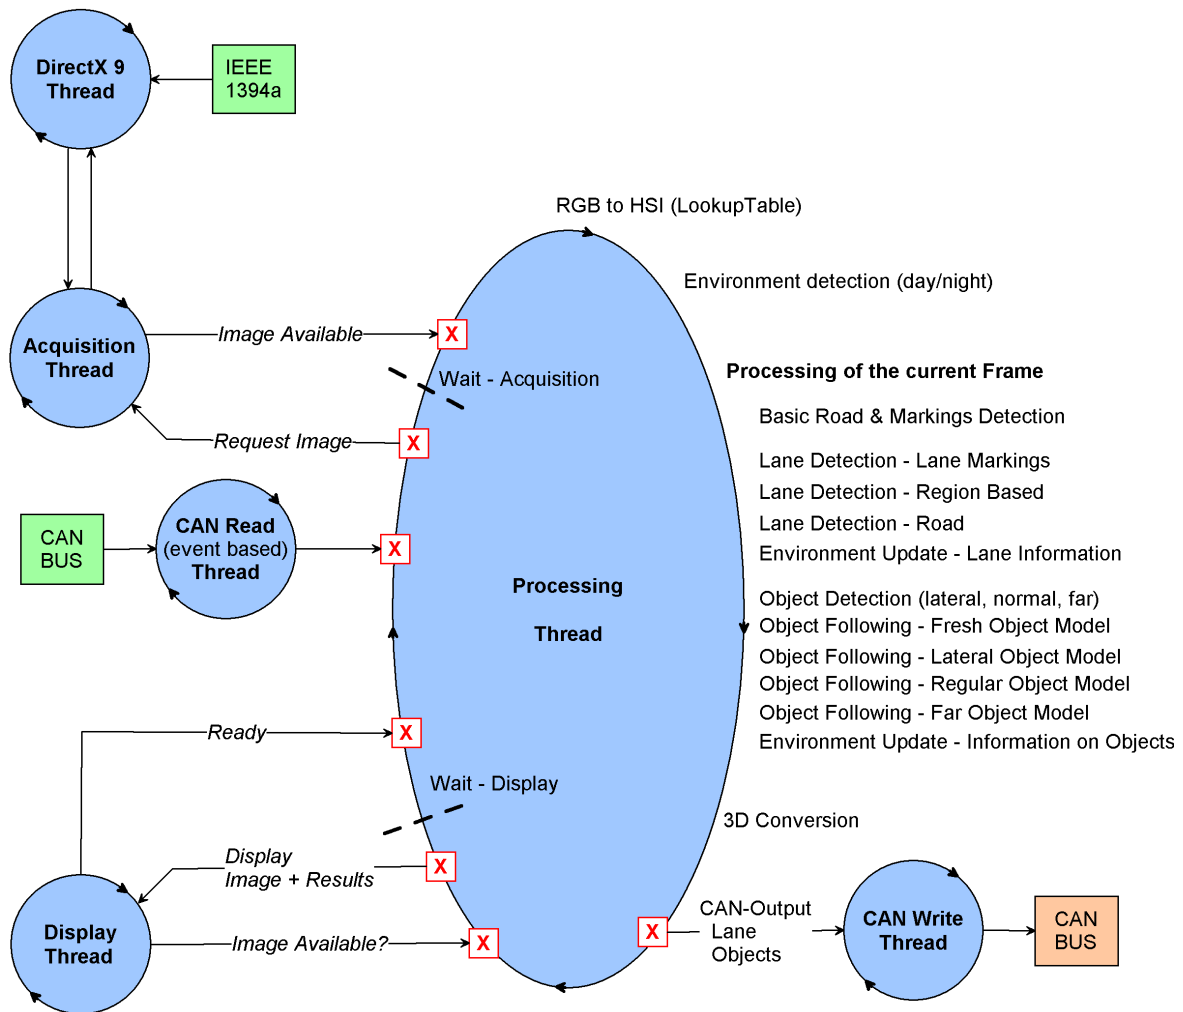 DirectX 9
Thread
IEEE
1394a
RGB to HSI (LookupTable)
Environment detection (day/night)
Acquisition
Thread
Image Available
X
Wait - Acquisition
Request Image
X
Processing of the current Frame
Basic Road & Markings Detection
Lane Detection - Lane Markings
Lane Detection - Region Based
Lane Detection - Road
Environment Update - Lane Information
Object Detection (lateral, normal, far)
Object Following - Fresh Object Model
Object Following - Lateral Object Model
Object Following - Regular Object Model
Object Following - Far Object Model
Environment Update - Information on Objects
CAN
BUS
CAN Read
(event based)
Thread
X
Processing
Thread
Ready
X
Wait - Display
3D Conversion
Display
Image + Results
X
Display
Thread
Image Available?
X
X
CAN-Output
Lane
Objects
CAN Write
Thread
CAN
BUS